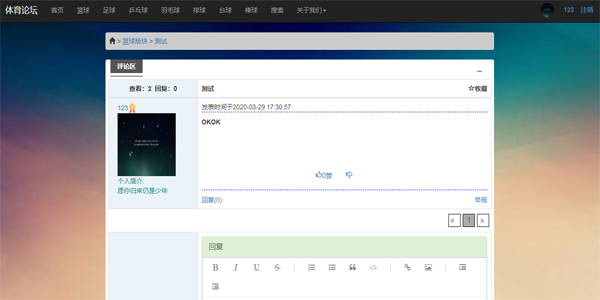 体育论坛 首页 篮球 足球 乒乓球 羽毛球 排球 台球 棒球 搜索 关于我们 123 注销
> 篮球板块 > 测试
评论区
查看：2 回复：0 测试 收藏
123 发表时间于2020-03-29 17:30:57
OKOK
0赞
个人简介:
愿你归来仍是少年
回复(0) 举报
« 1 »
回复
B I U S